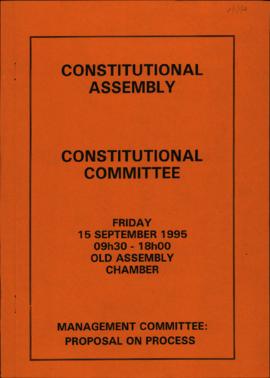 CONSTITUTIONAL
ASSEMBLY
CONSTITUTIONAL
COMMITTEE
FRIDAY
15 SEPTEMBER 1995
09h30 - 18h00
OLD ASSEMBLY
CHAMBER
MANAGEMENT COMMITTEE:
PROPOSAL ON PROCESS